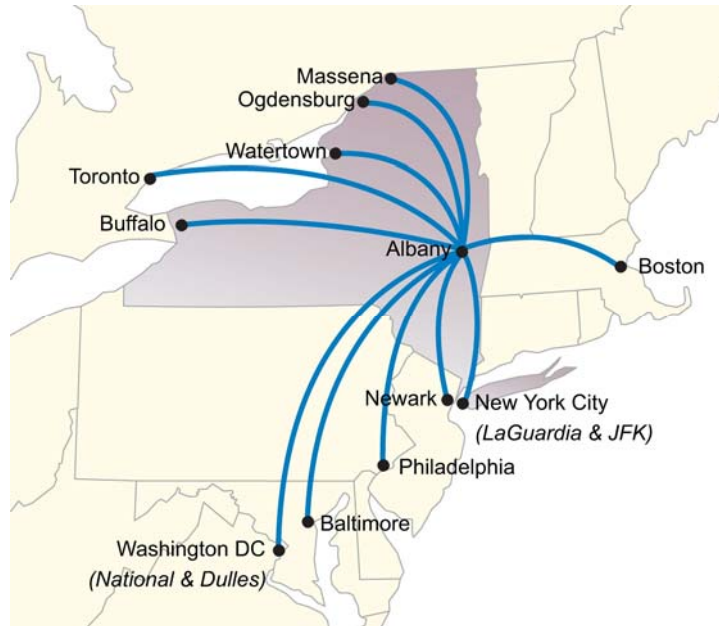 Massena
Ogdensburg
Watertown
Toronto
Buffalo
Albany
Boston
Newark
New York City
(LaGuardia & JFK)
Philadelphia
Baltimore
Washington DC
(National & Dulles)